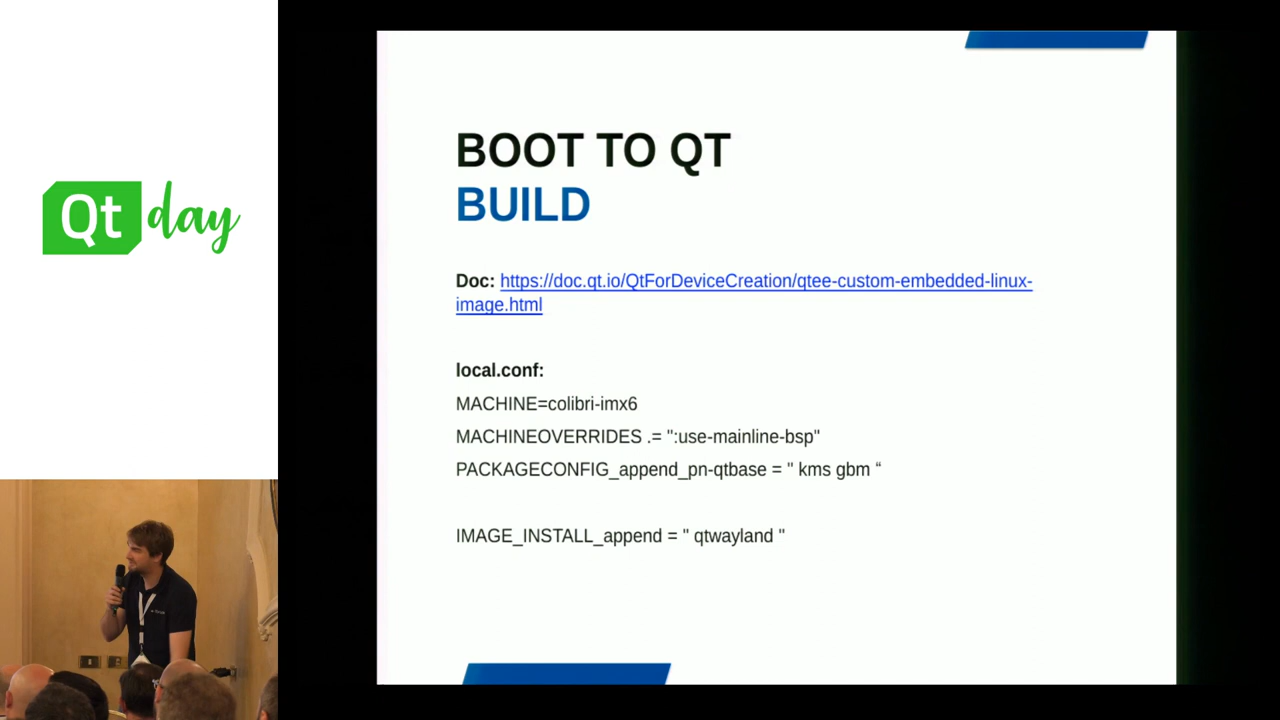 Qt day
BOOT TO QT
BUILD
Doc: https://doc.qt.io/QtForDeviceCreation/qtee-custom-embedded-linux-
image.html
local.conf:
MACHINE=colibri-imx6
MACHINEOVERRIDES .= ":use-mainline-bsp"
PACKAGECONFIG_append_pn-qtbase = " kms gbm “
IMAGE_INSTALL_append = " qtwayland "